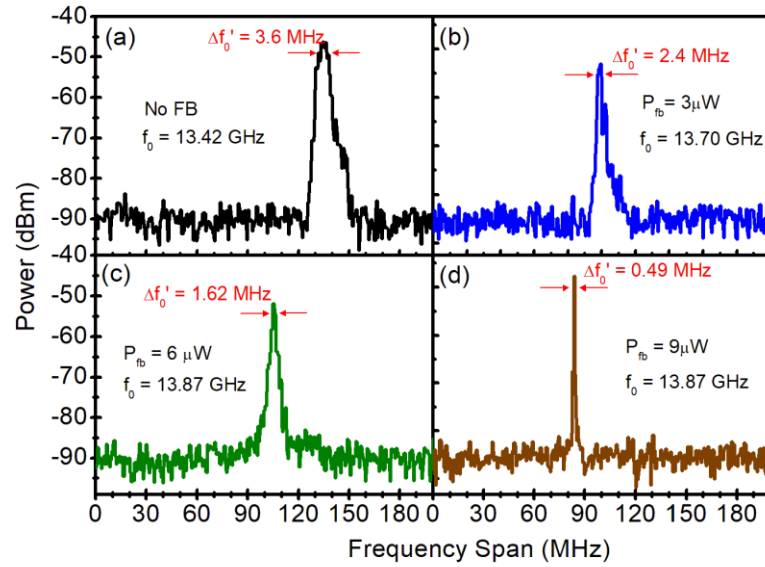 -40
(a)
Δf₀' = 3.6 MHz
(b)
Δf₀' = 2.4 MHz
-50
No FB
P_fb = 3μW
-60
f₀ = 13.42 GHz
f₀ = 13.70 GHz
-70
-80
-90
-40
(c)
Δf₀' = 1.62 MHz
(d)
Δf₀' = 0.49 MHz
-50
-60
P_fb = 6 μW
P_fb = 9μW
f₀ = 13.87 GHz
f₀ = 13.87 GHz
-70
-80
-90
0 30 60 90 120 150 180
0 30 60 90 120 150 180
Power (dBm)
Frequency Span (MHz)